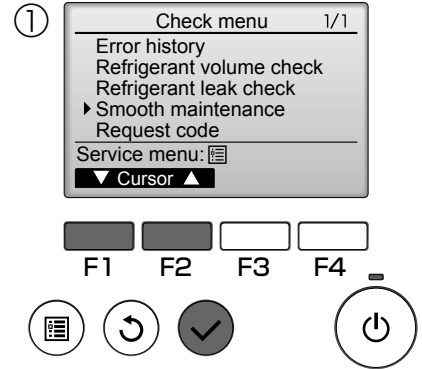 ①
Check menu 1/1
Error history
Refrigerant volume check
Refrigerant leak check
Smooth maintenance
Request code
Service menu:
▼ Cursor ▲
F1 F2 F3 F4